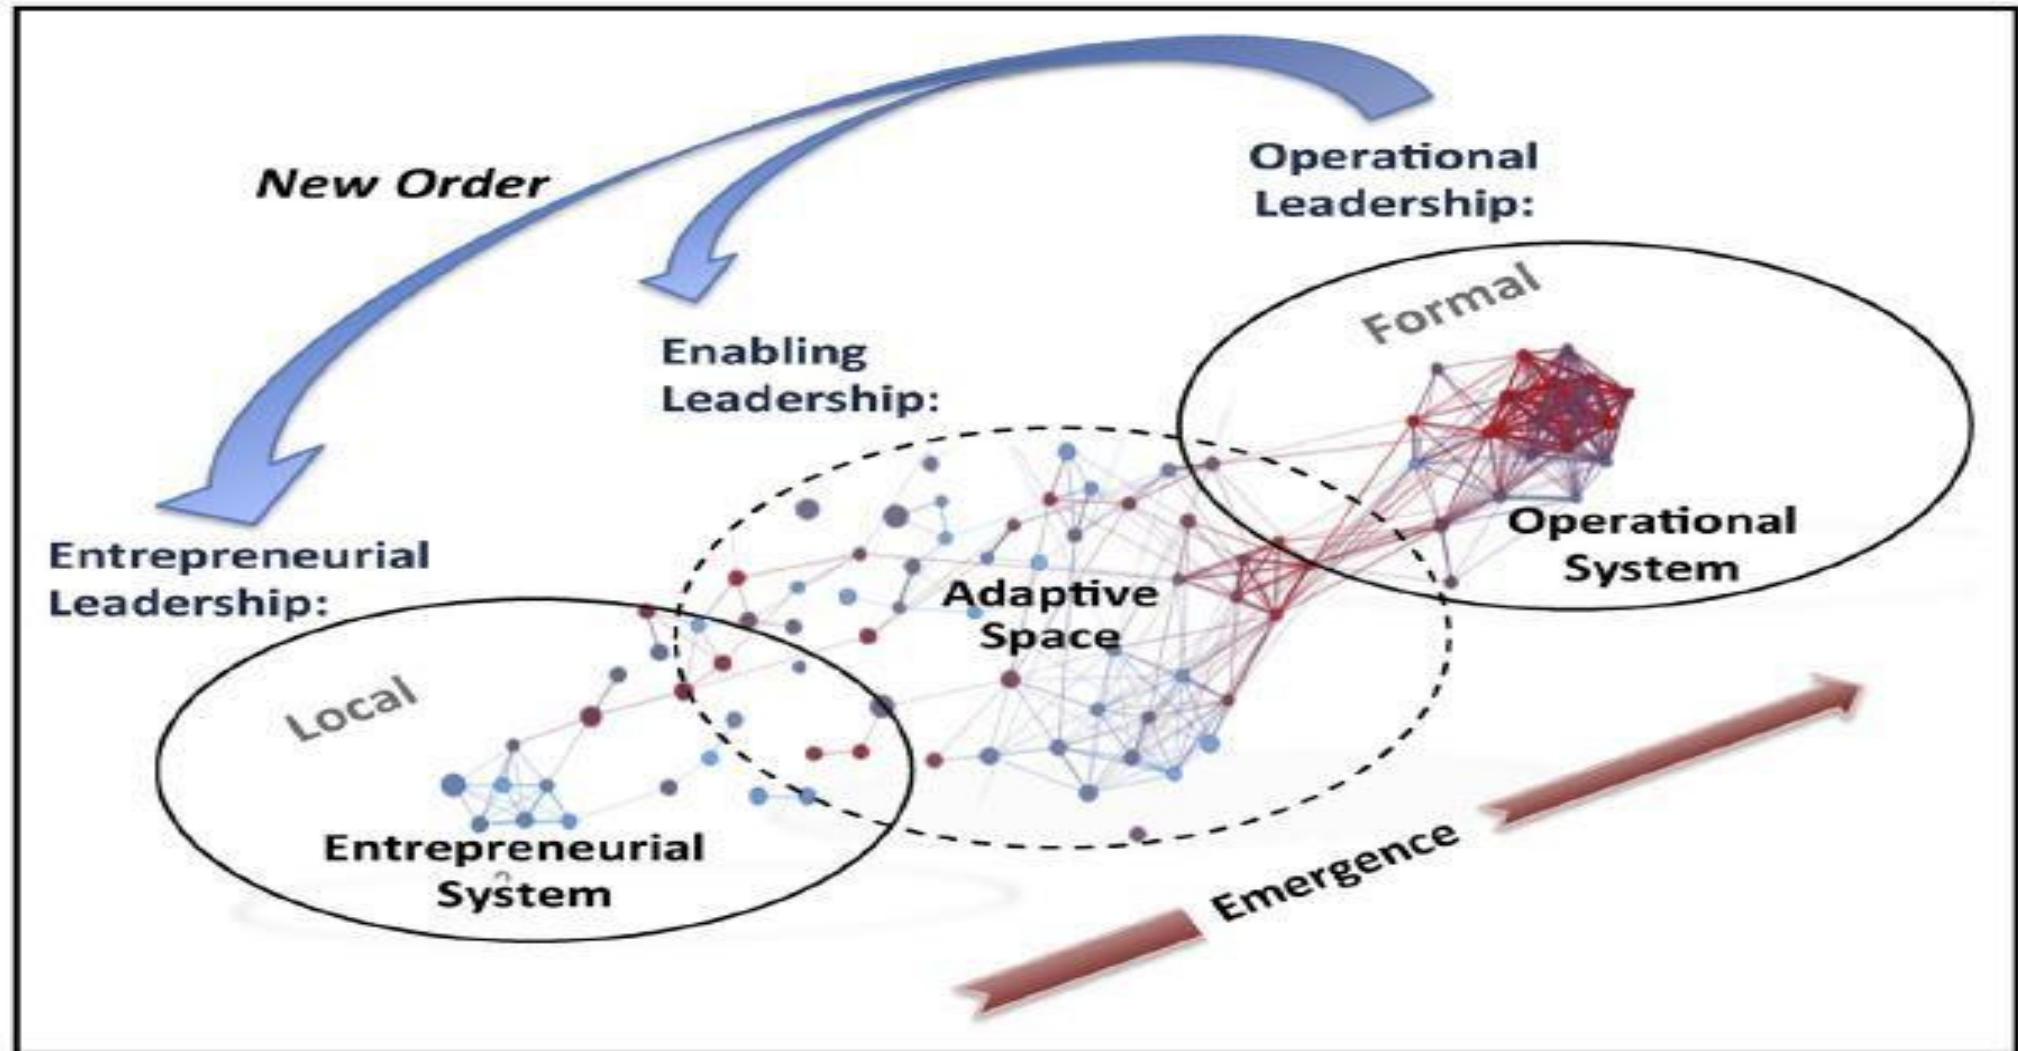 New Order
Operational
Leadership:
Enabling
Leadership:
Entrepreneurial
Leadership:
Formal
Operational
System
Adaptive
Space
Local
Entrepreneurial
System
Emergence